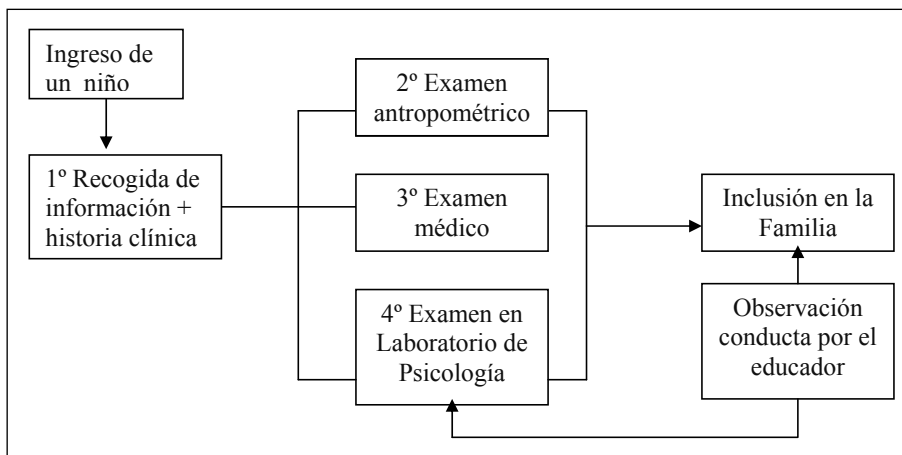 Ingreso de
un niño
1º Recogida de
información +
historia clínica
2º Examen
antropométrico
3º Examen
médico
4º Examen en
Laboratorio de
Psicología
Inclusión en la
Familia
Observación
conducta por el
educador